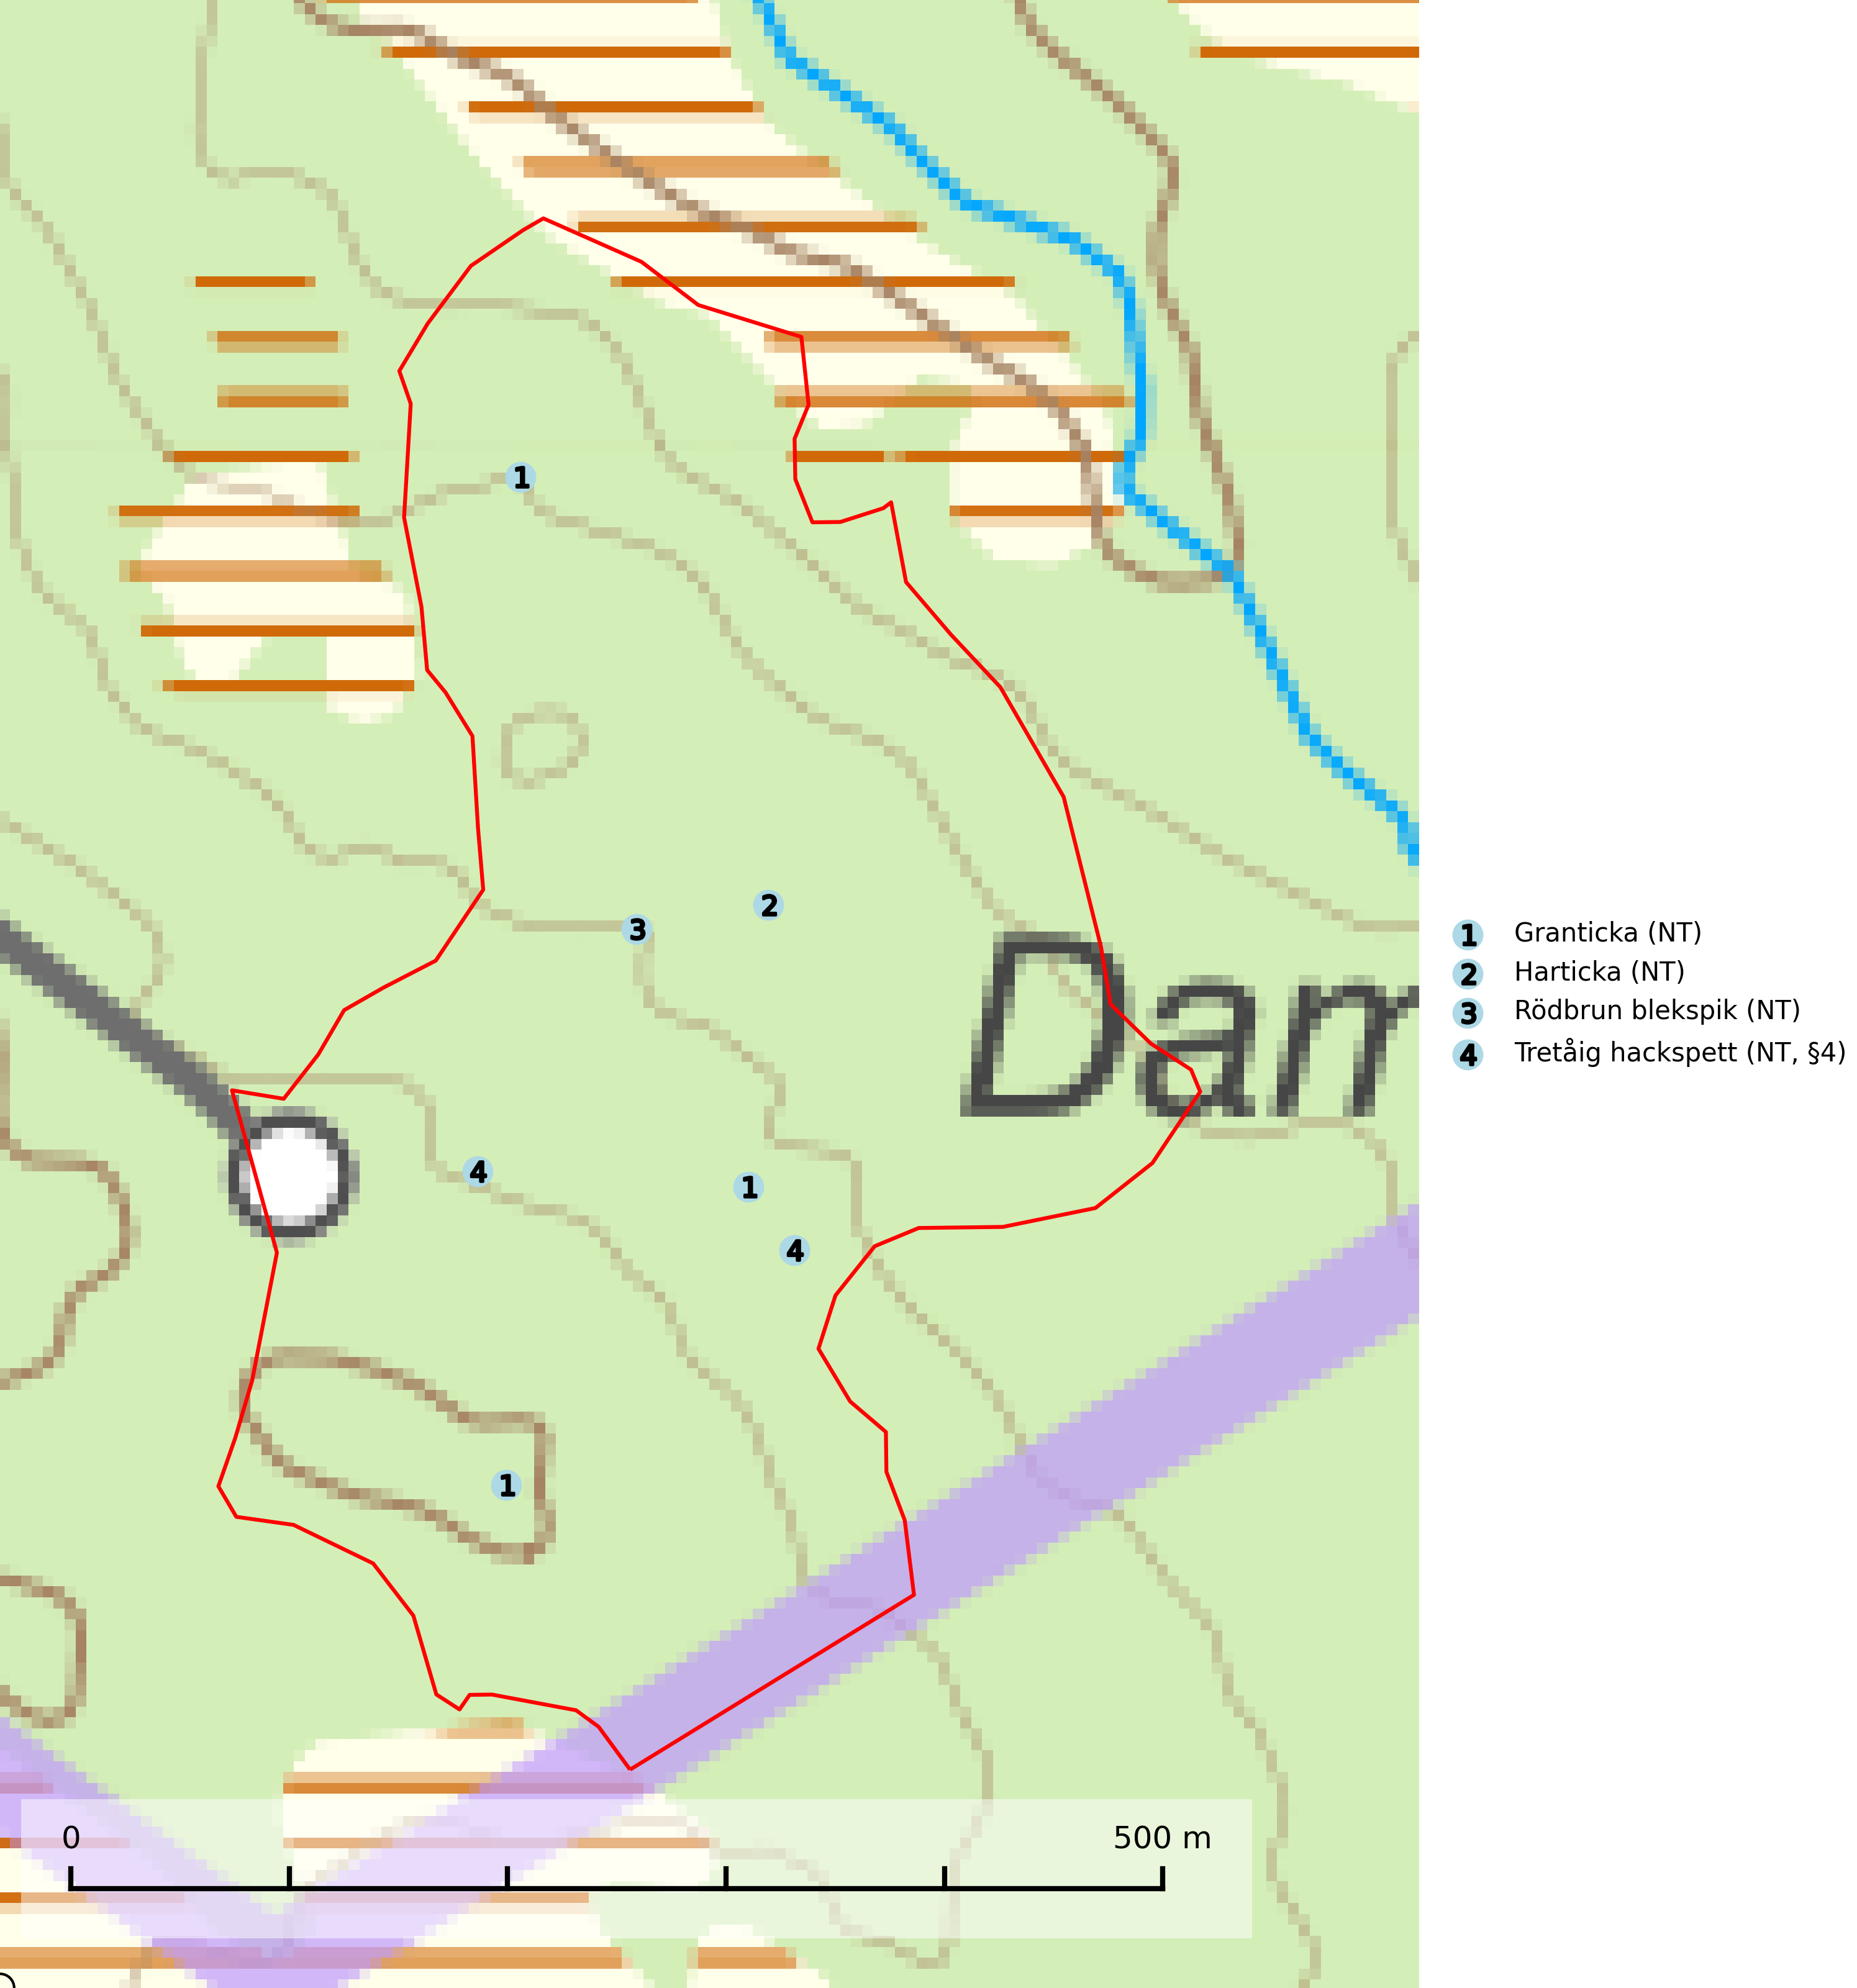 1
2
3
Dam
4
1
4
1
0 500 m
1 Granticka (NT)
2 Harticka (NT)
3 Rödbrun blekspik (NT)
4 Tretåig hackspett (NT, §4)